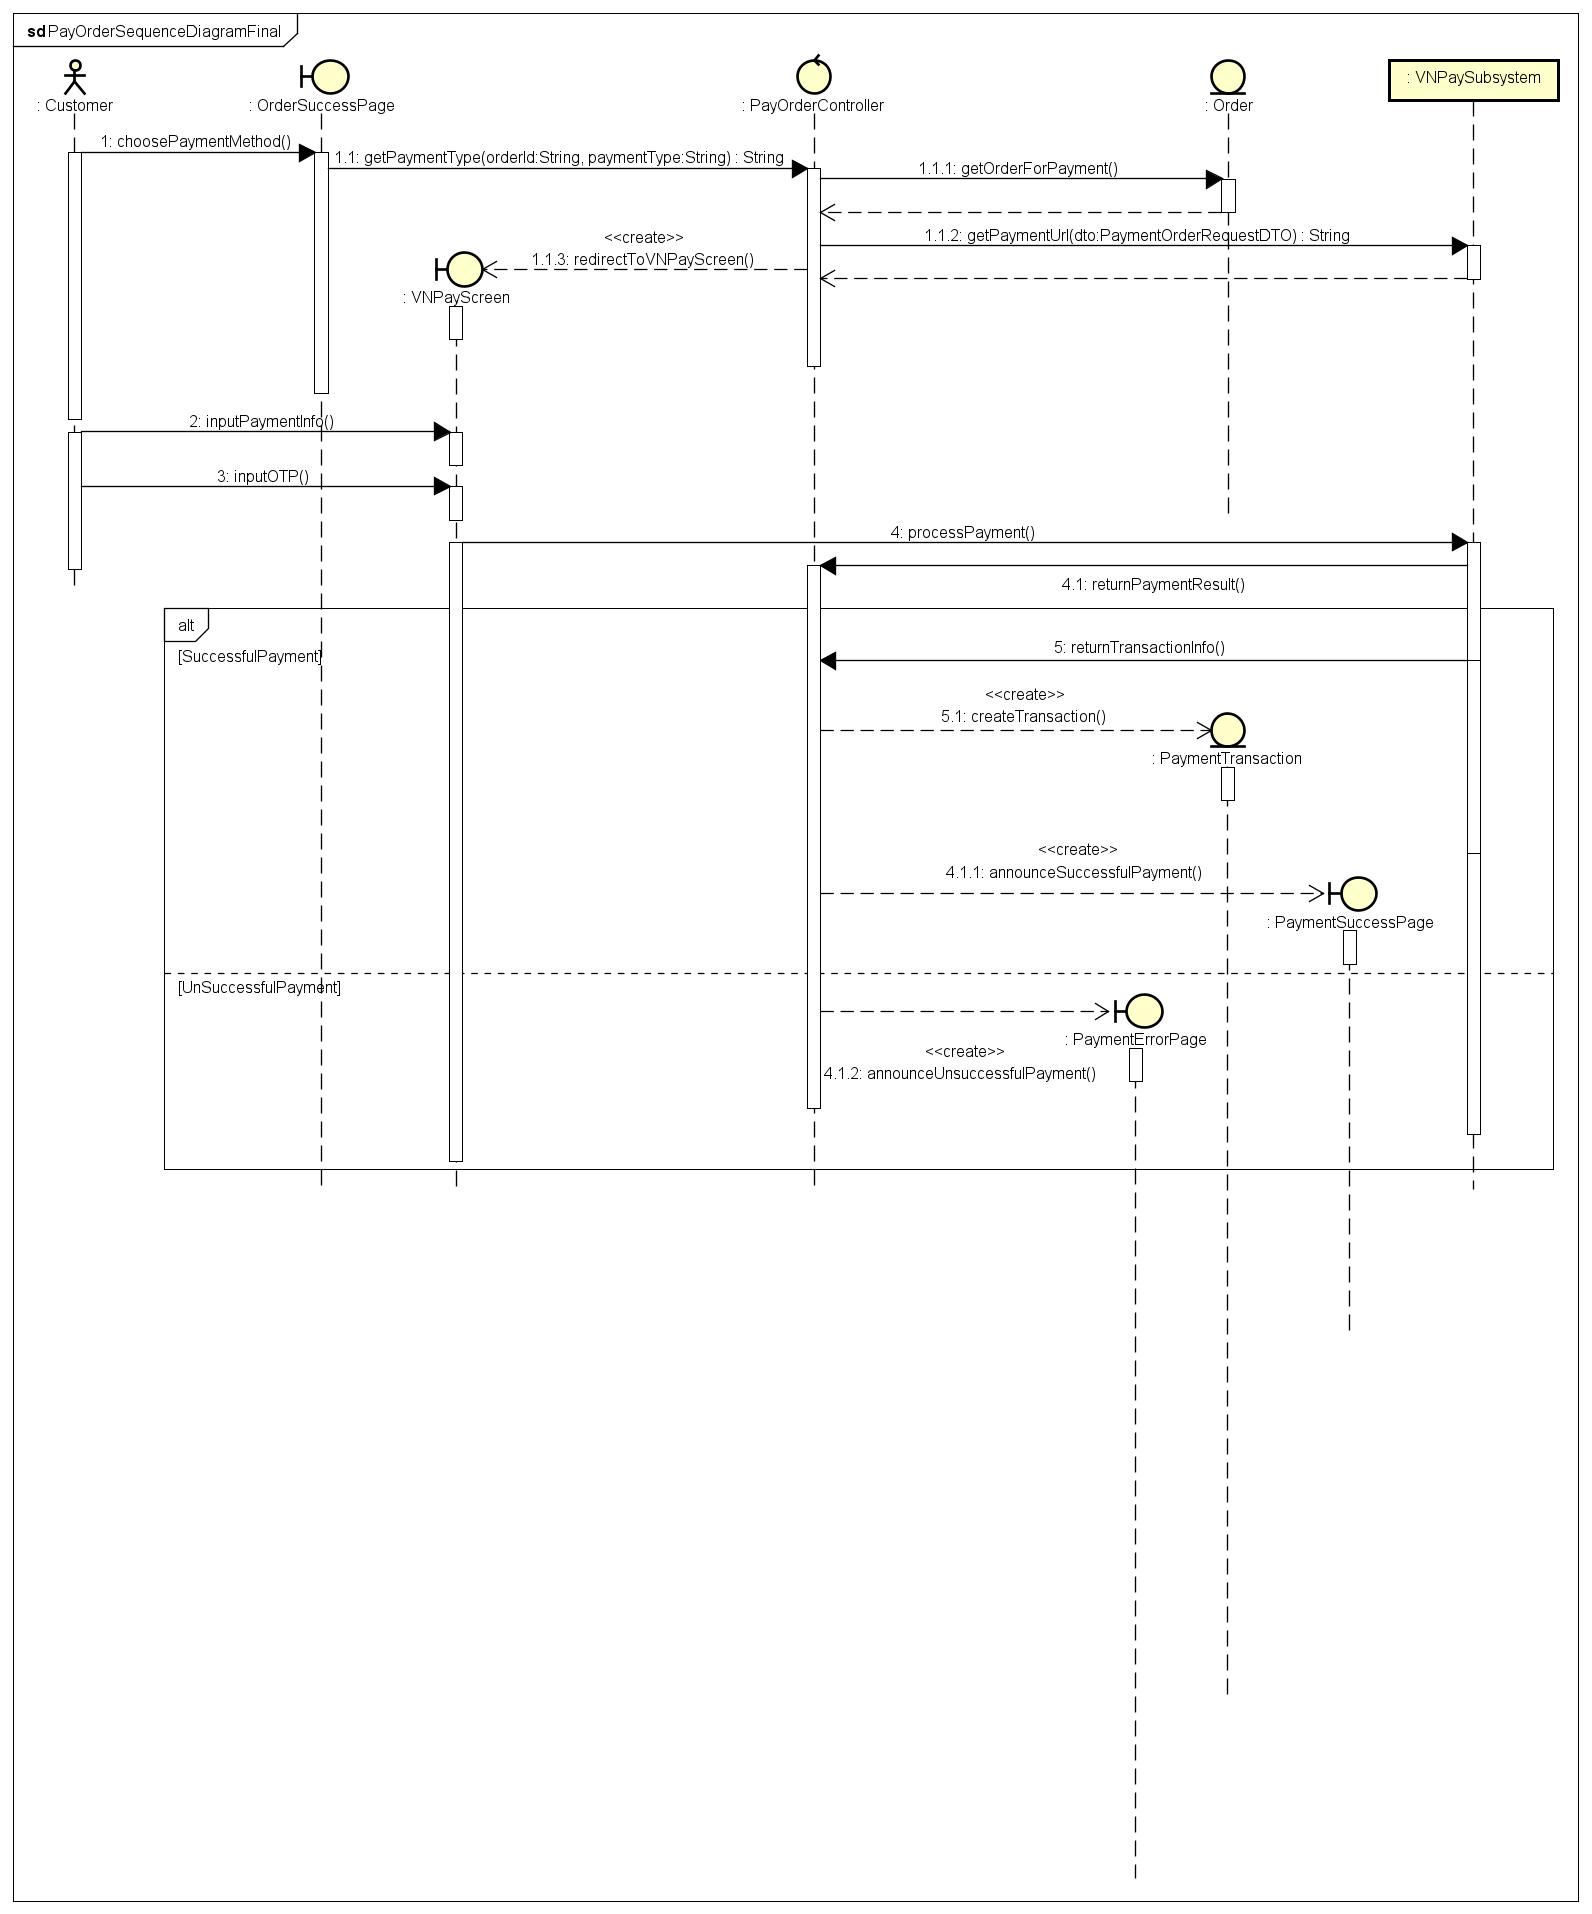 sd PayOrderSequenceDiagramFinal
: Customer
: OrderSuccessPage
: PayOrderController
: Order
: VNPaySubsystem
1: choosePaymentMethod()
1.1: getPaymentType(orderId:String, paymentType:String) : String
1.1.1: getOrderForPayment()
1.1.2: getPaymentUrl(dto:PaymentOrderRequestDTO) : String
<<create>>
1.1.3: redirectToVNPayScreen()
: VNPayScreen
2: inputPaymentInfo()
3: inputOTP()
4: processPayment()
4.1: returnPaymentResult()
alt
[SuccessfulPayment]
5: returnTransactionInfo()
<<create>>
5.1: createTransaction()
: PaymentTransaction
<<create>>
4.1.1: announceSuccessfulPayment()
: PaymentSuccessPage
[UnSuccessfulPayment]
: PaymentErrorPage
<<create>>
4.1.2: announceUnsuccessfulPayment()